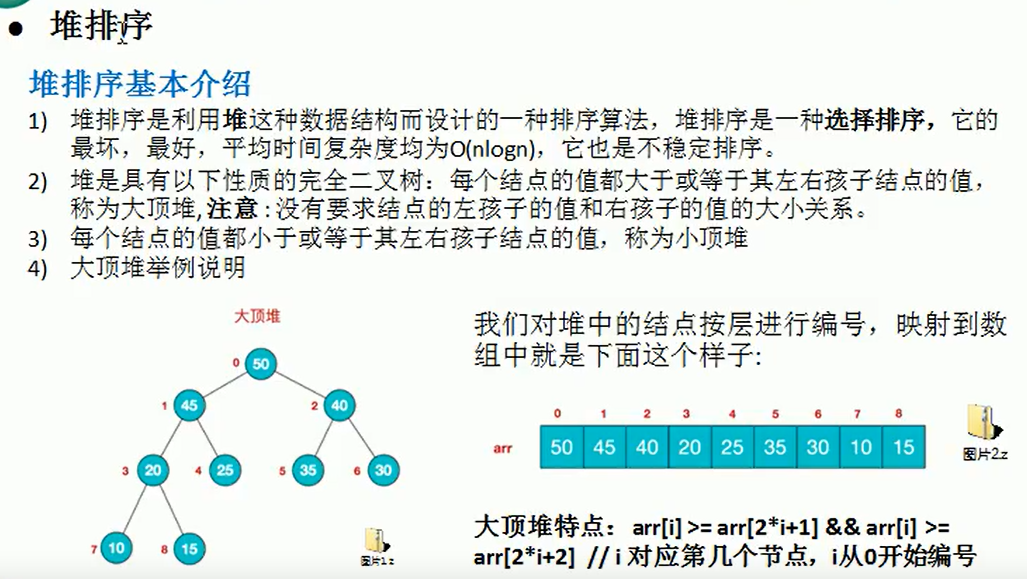 ● 堆排序
堆排序基本介绍
1) 堆排序是利用堆这种数据结构而设计的一种排序算法，堆排序是一种选择排序，它的
最坏，最好，平均时间复杂度均为O(nlogn)，它也是不稳定排序。
2) 堆是具有以下性质的完全二叉树：每个结点的值都大于或等于其左右孩子结点的值，
称为大顶堆, 注意 : 没有要求结点的左孩子的值和右孩子的值的大小关系。
3) 每个结点的值都小于或等于其左右孩子结点的值，称为小顶堆
4) 大顶堆举例说明
大顶堆
0 50
1 45 2 40
3 20 4 25 5 35 6 30
7 10 8 15
图片1.z
我们对堆中的结点按层进行编号，映射到数
组中就是下面这个样子:
0 1 2 3 4 5 6 7 8
arr 50 45 40 20 25 35 30 10 15
图片2.z
大顶堆特点：arr[i] >= arr[2*i+1] && arr[i] >=
arr[2*i+2] // i 对应第几个节点，i从0开始编号